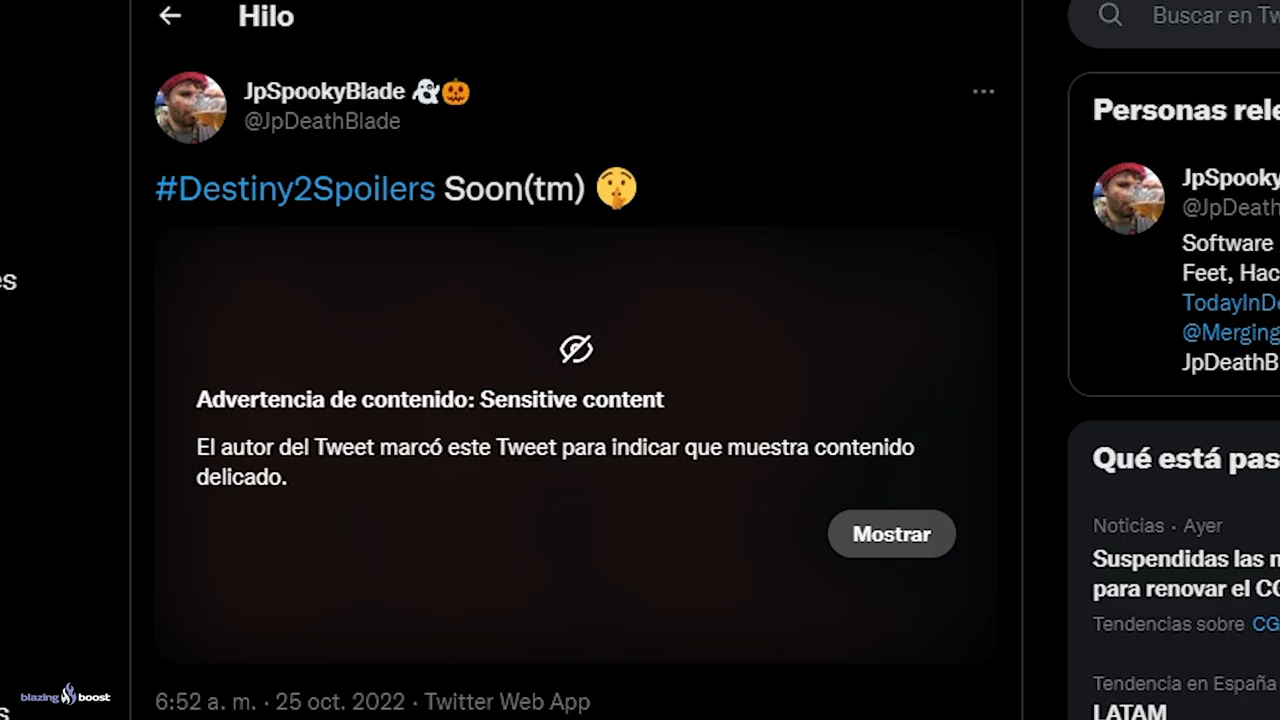 Hilo
Buscar en Tw
JpSpookyBlade 👻🎃
@JpDeathBlade
#Destiny2Spoilers Soon(tm) 🤫
Advertencia de contenido: Sensitive content
El autor del Tweet marcó este Tweet para indicar que muestra contenido
delicado.
Mostrar
6:52 a. m. · 25 oct. 2022 · Twitter Web App
es
s
blazing boost
Personas rele
JpSpooky
@JpDeath
Software
Feet, Hac
TodayInDe
@Merging
JpDeathB
Qué está pas
Noticias · Ayer
Suspendidas las n
para renovar el CG
Tendencias sobre CG
Tendencia en España
LATAM